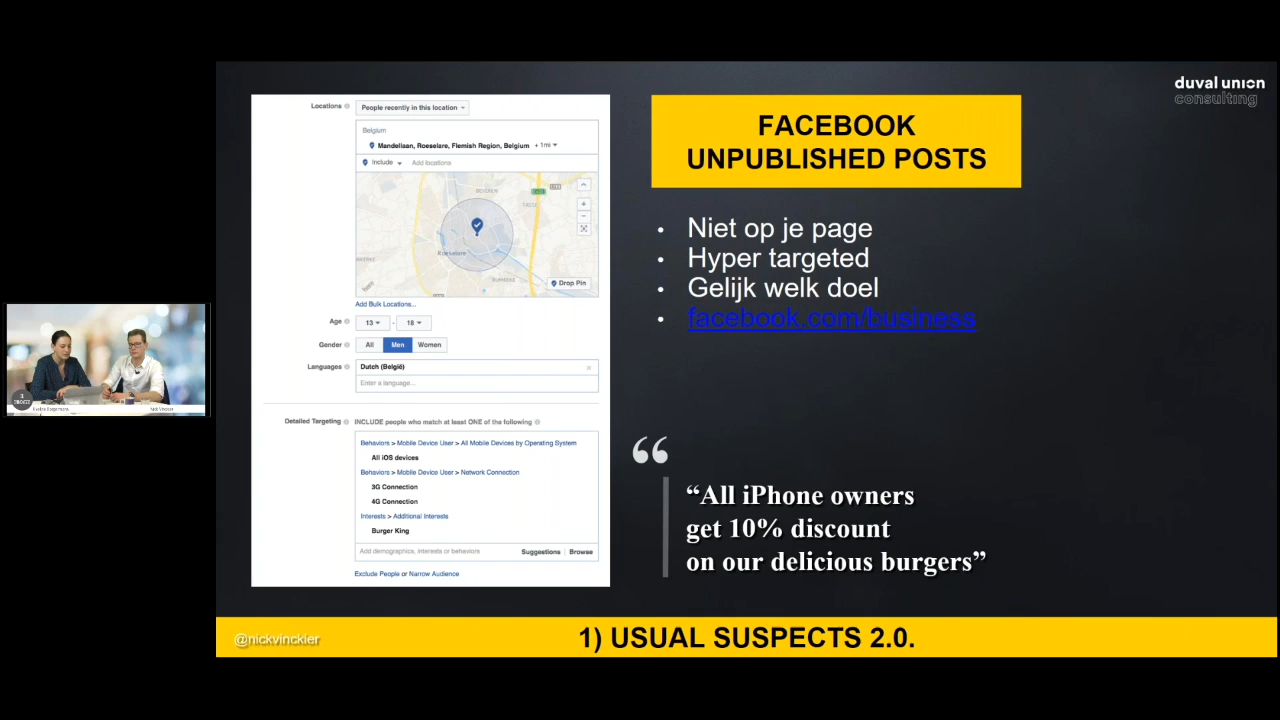 duval union
consulting
Locations
People recently in this location
Belgium
Mandellaan, Roeselare, Flemish Region, Belgium + 1mi
Include
Add locations
BEVEREN
Roeselare
RUMBEKE
Drop Pin
Add Bulk Locations...
Age
13 - 18
Gender
All
Men
Women
Languages
Dutch (België)
Enter a language...
Detailed Targeting
INCLUDE people who match at least ONE of the following
Behaviors > Mobile Device User > All Mobile Devices by Operating System
All iOS devices
Behaviors > Mobile Device User > Network Connection
3G Connection
4G Connection
Interests > Additional Interests
Burger King
Add demographics, interests or behaviors
Suggestions
Browse
Exclude People or Narrow Audience
FACEBOOK
UNPUBLISHED POSTS
• Niet op je page
• Hyper targeted
• Gelijk welk doel
• facebook.com/business
“
“All iPhone owners
get 10% discount
on our delicious burgers”
@nickvinckier
1) USUAL SUSPECTS 2.0.